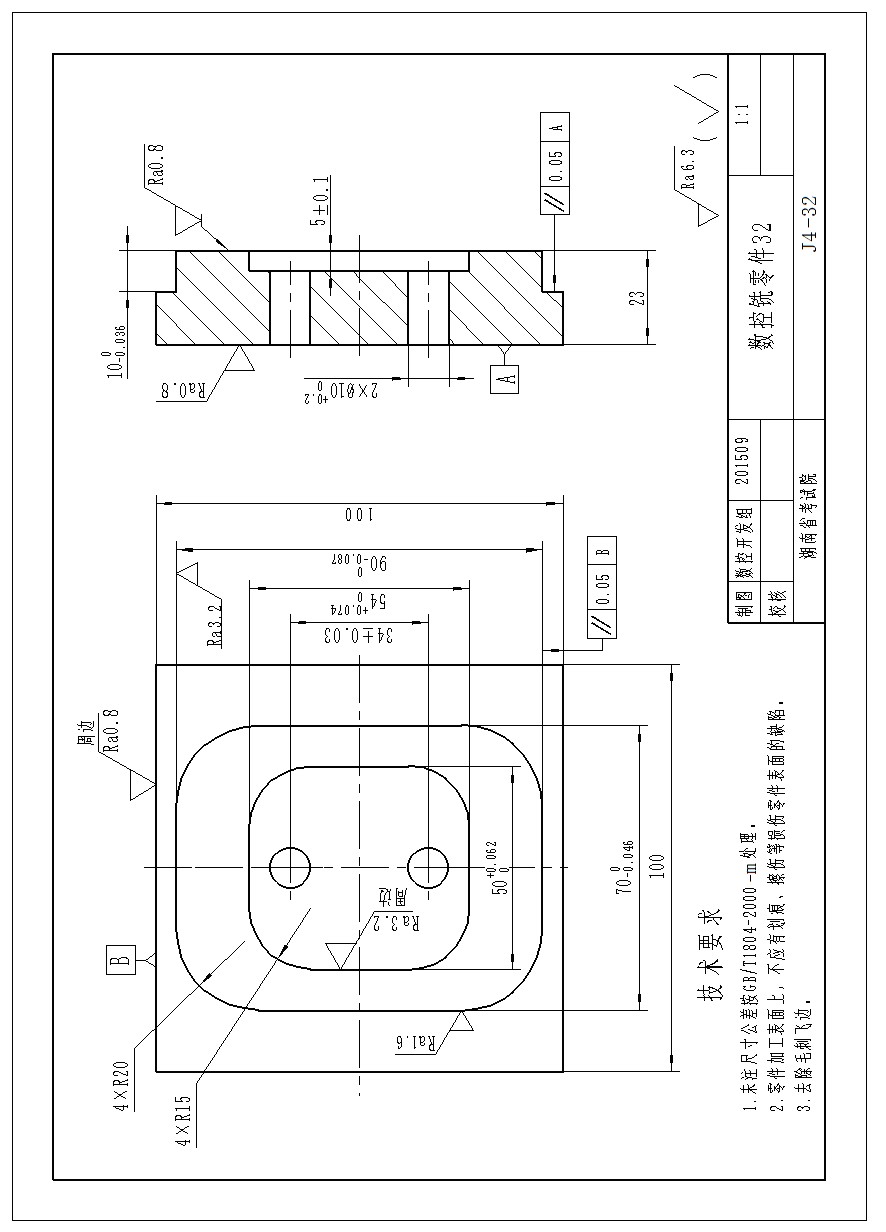 Ra0.8
10 0 -0.036
5±0.1
// 0.05 A
Ra0.8
2×Ø10 +0.2 0
A
23
Ra6.3 ( )
100
90 0 -0.087
54 +0.074 0
34±0.03
Ra3.2
// 0.05 B
周边
Ra0.8
B
50 +0.062 0
70 0 -0.046
100
周边
Ra3.2
Ra1.6
4×R20
4×R15
技术要求
1.未注尺寸公差按GB/T1804-2000-m处理。
2.零件加工表面上,不应有划痕、擦伤等损伤零件表面的缺陷。
3.去除毛刺飞边。
制图 数控开发组 201509
校核
数控铣零件32
1:1
湖南省考试院
J4-32